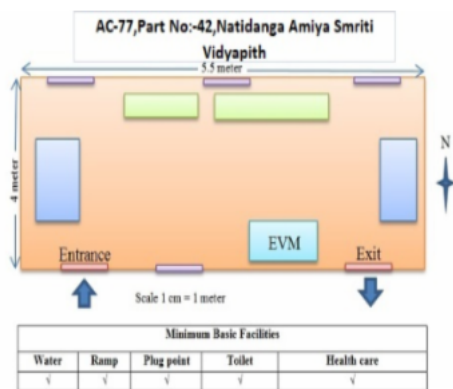 AC-77,Part No:-42,Natidanga Amiya Smriti
Vidyapith
5.5 meter
4 meter
N
EVM
Entrance
Exit
Scale 1 cm = 1 meter
Minimum Basic Facilities
Water Ramp Plug point Toilet Health care
√ √ √ √ √